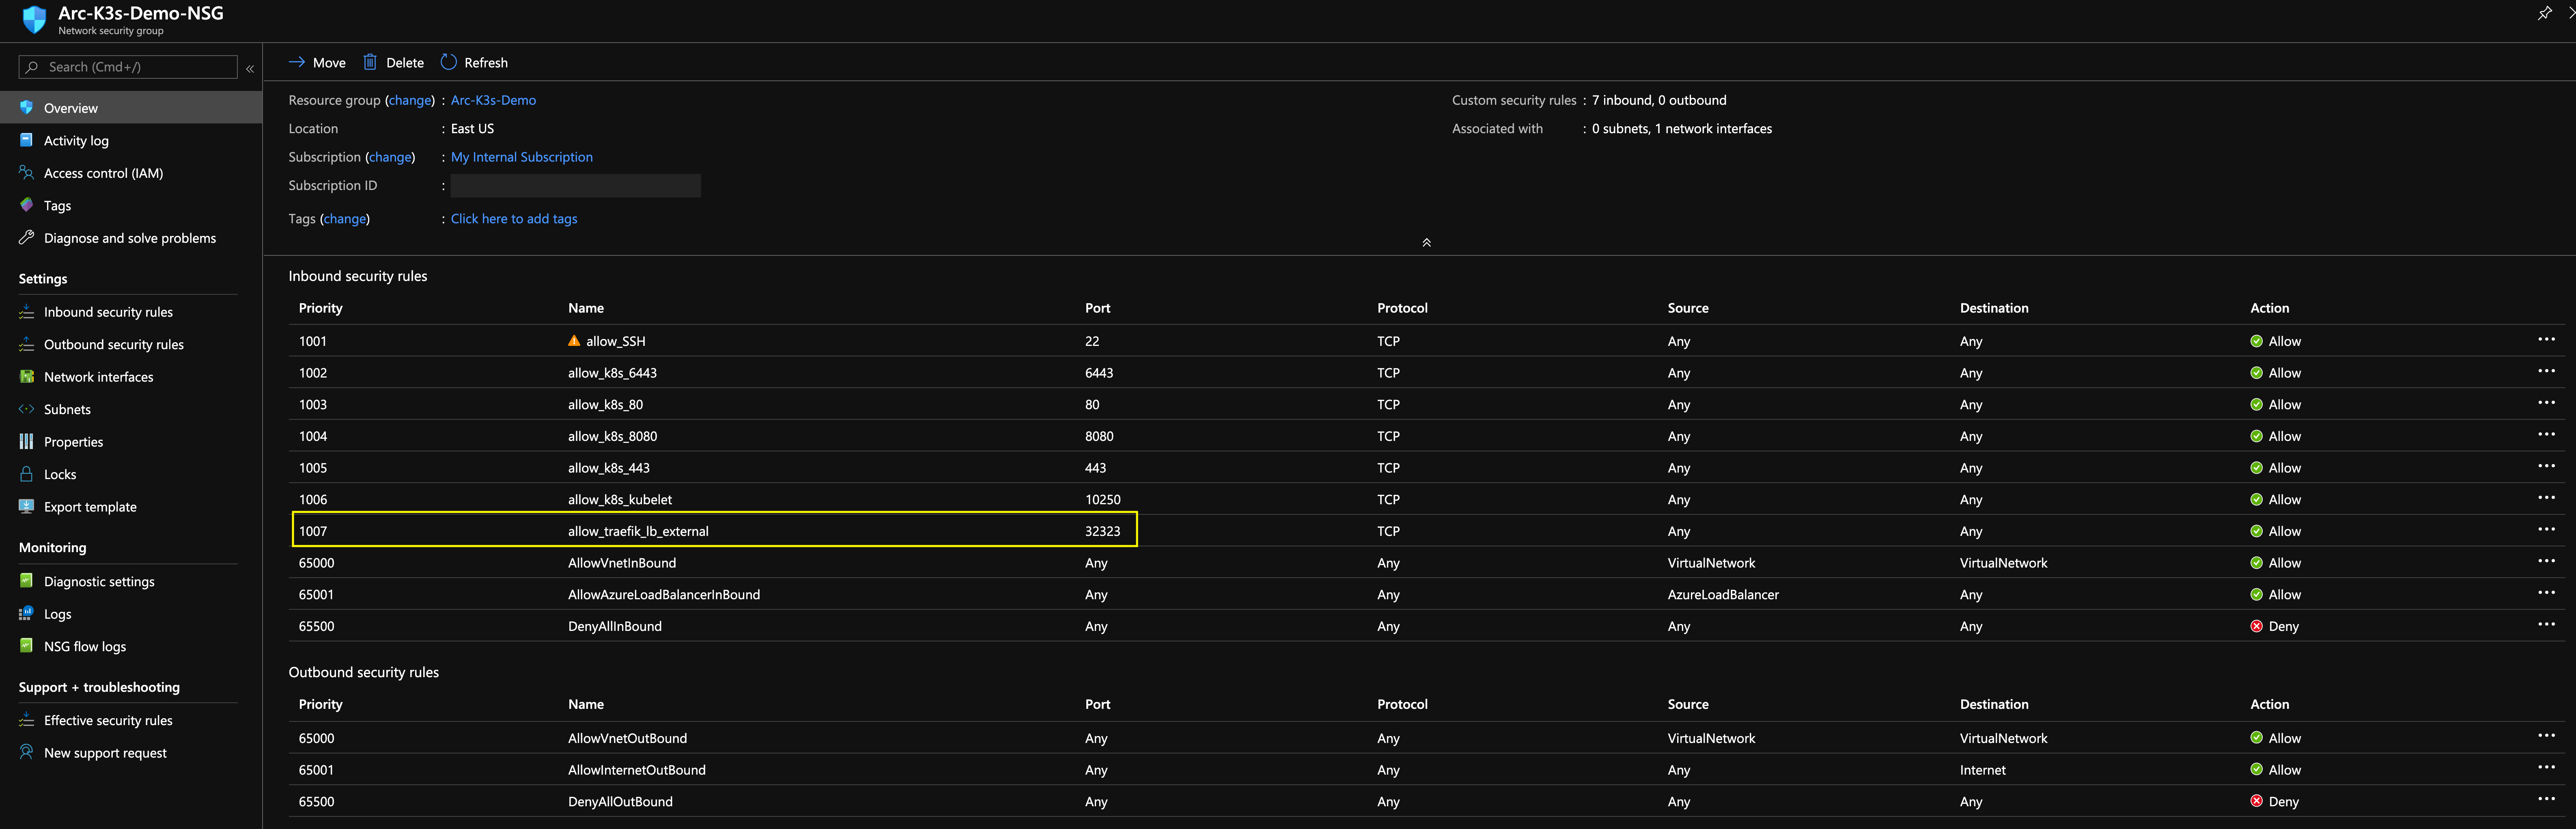 Arc-K3s-Demo-NSG
Network security group
Search (Cmd+/)
«
Overview
Activity log
Access control (IAM)
Tags
Diagnose and solve problems
Settings
Inbound security rules
Outbound security rules
Network interfaces
Subnets
Properties
Locks
Export template
Monitoring
Diagnostic settings
Logs
NSG flow logs
Support + troubleshooting
Effective security rules
New support request
Move Delete Refresh
Resource group (change) : Arc-K3s-Demo
Location : East US
Subscription (change) : My Internal Subscription
Subscription ID :
Tags (change) : Click here to add tags
Custom security rules : 7 inbound, 0 outbound
Associated with : 0 subnets, 1 network interfaces
Inbound security rules
Priority Name Port Protocol Source Destination Action
1001 allow_SSH 22 TCP Any Any Allow ...
1002 allow_k8s_6443 6443 TCP Any Any Allow ...
1003 allow_k8s_80 80 TCP Any Any Allow ...
1004 allow_k8s_8080 8080 TCP Any Any Allow ...
1005 allow_k8s_443 443 TCP Any Any Allow ...
1006 allow_k8s_kubelet 10250 TCP Any Any Allow ...
1007 allow_traefik_lb_external 32323 TCP Any Any Allow ...
65000 AllowVnetInBound Any Any VirtualNetwork VirtualNetwork Allow ...
65001 AllowAzureLoadBalancerInBound Any Any AzureLoadBalancer Any Allow ...
65500 DenyAllInBound Any Any Any Any Deny ...
Outbound security rules
Priority Name Port Protocol Source Destination Action
65000 AllowVnetOutBound Any Any VirtualNetwork VirtualNetwork Allow ...
65001 AllowInternetOutBound Any Any Any Internet Allow ...
65500 DenyAllOutBound Any Any Any Any Deny ...